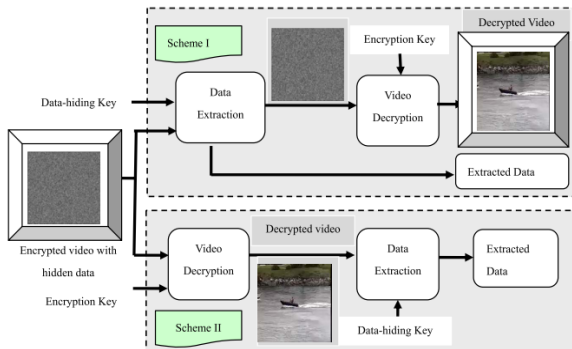 Decrypted Video
Scheme I
Encryption Key
Data
Extraction
Video
Decryption
Data-hiding Key
Extracted Data
Encrypted video with
hidden data
Encryption Key
Video
Decryption
Decrypted video
Data
Extraction
Extracted
Data
Scheme II
Data-hiding Key